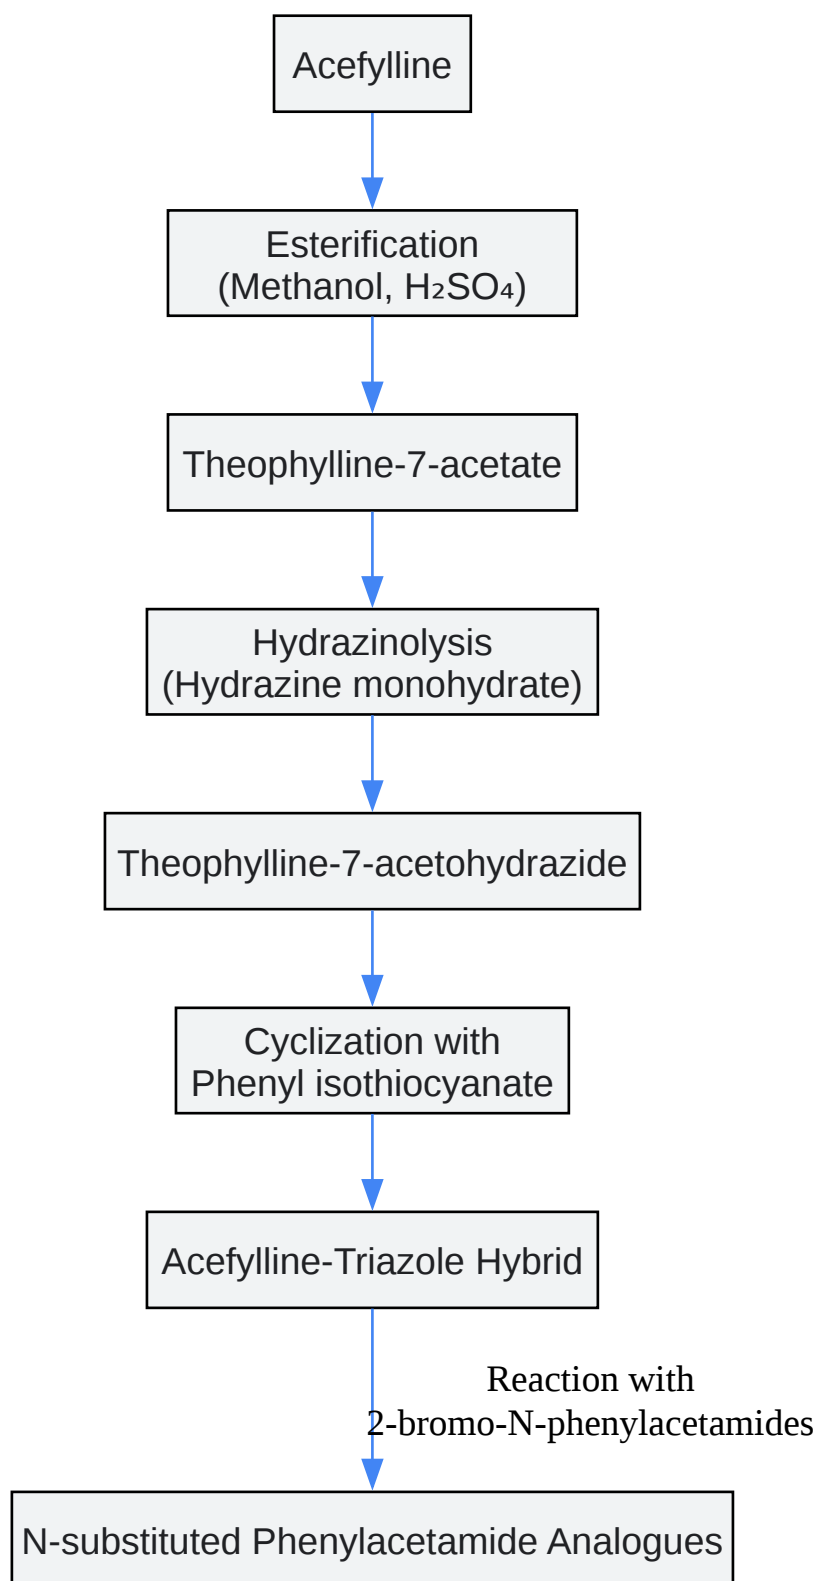 Acefylline
Esterification
(Methanol, H₂SO₄)
Theophylline-7-acetate
Hydrazinolysis
(Hydrazine monohydrate)
Theophylline-7-acetohydrazide
Cyclization with
Phenyl isothiocyanate
Acefylline-Triazole Hybrid
Reaction with
2-bromo-N-phenylacetamides
N-substituted Phenylacetamide Analogues